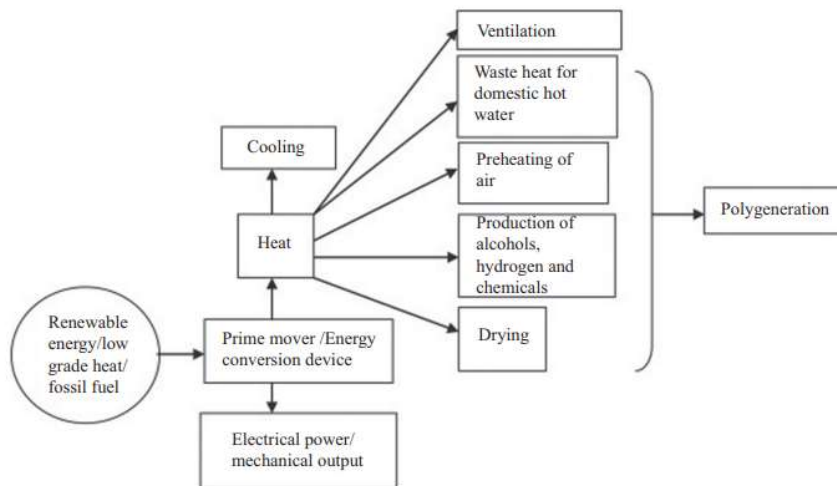 Ventilation
Waste heat for
domestic hot
water
Cooling
Preheating of
air
Polygeneration
Heat
Production of
alcohols,
hydrogen and
chemicals
Renewable
energy/low
grade heat/
fossil fuel
Prime mover /Energy
conversion device
Drying
Electrical power/
mechanical output